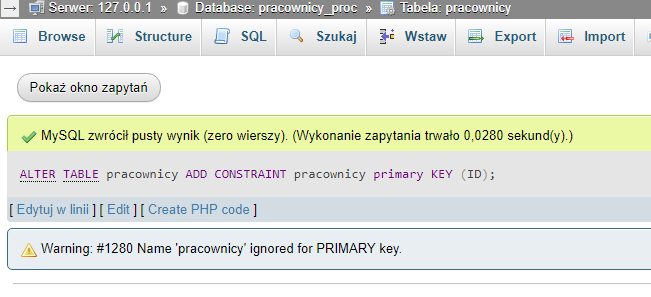 Serwer: 127.0.0.1 » Database: pracownicy_proc » Tabela: pracownicy
Browse Structure SQL Szukaj Wstaw Export Import
Pokaż okno zapytań
MySQL zwrócił pusty wynik (zero wierszy). (Wykonanie zapytania trwało 0,0280 sekund(y).)
ALTER TABLE pracownicy ADD CONSTRAINT pracownicy primary KEY (ID);
[ Edytuj w linii ] [ Edit ] [ Create PHP code ]
Warning: #1280 Name 'pracownicy' ignored for PRIMARY key.